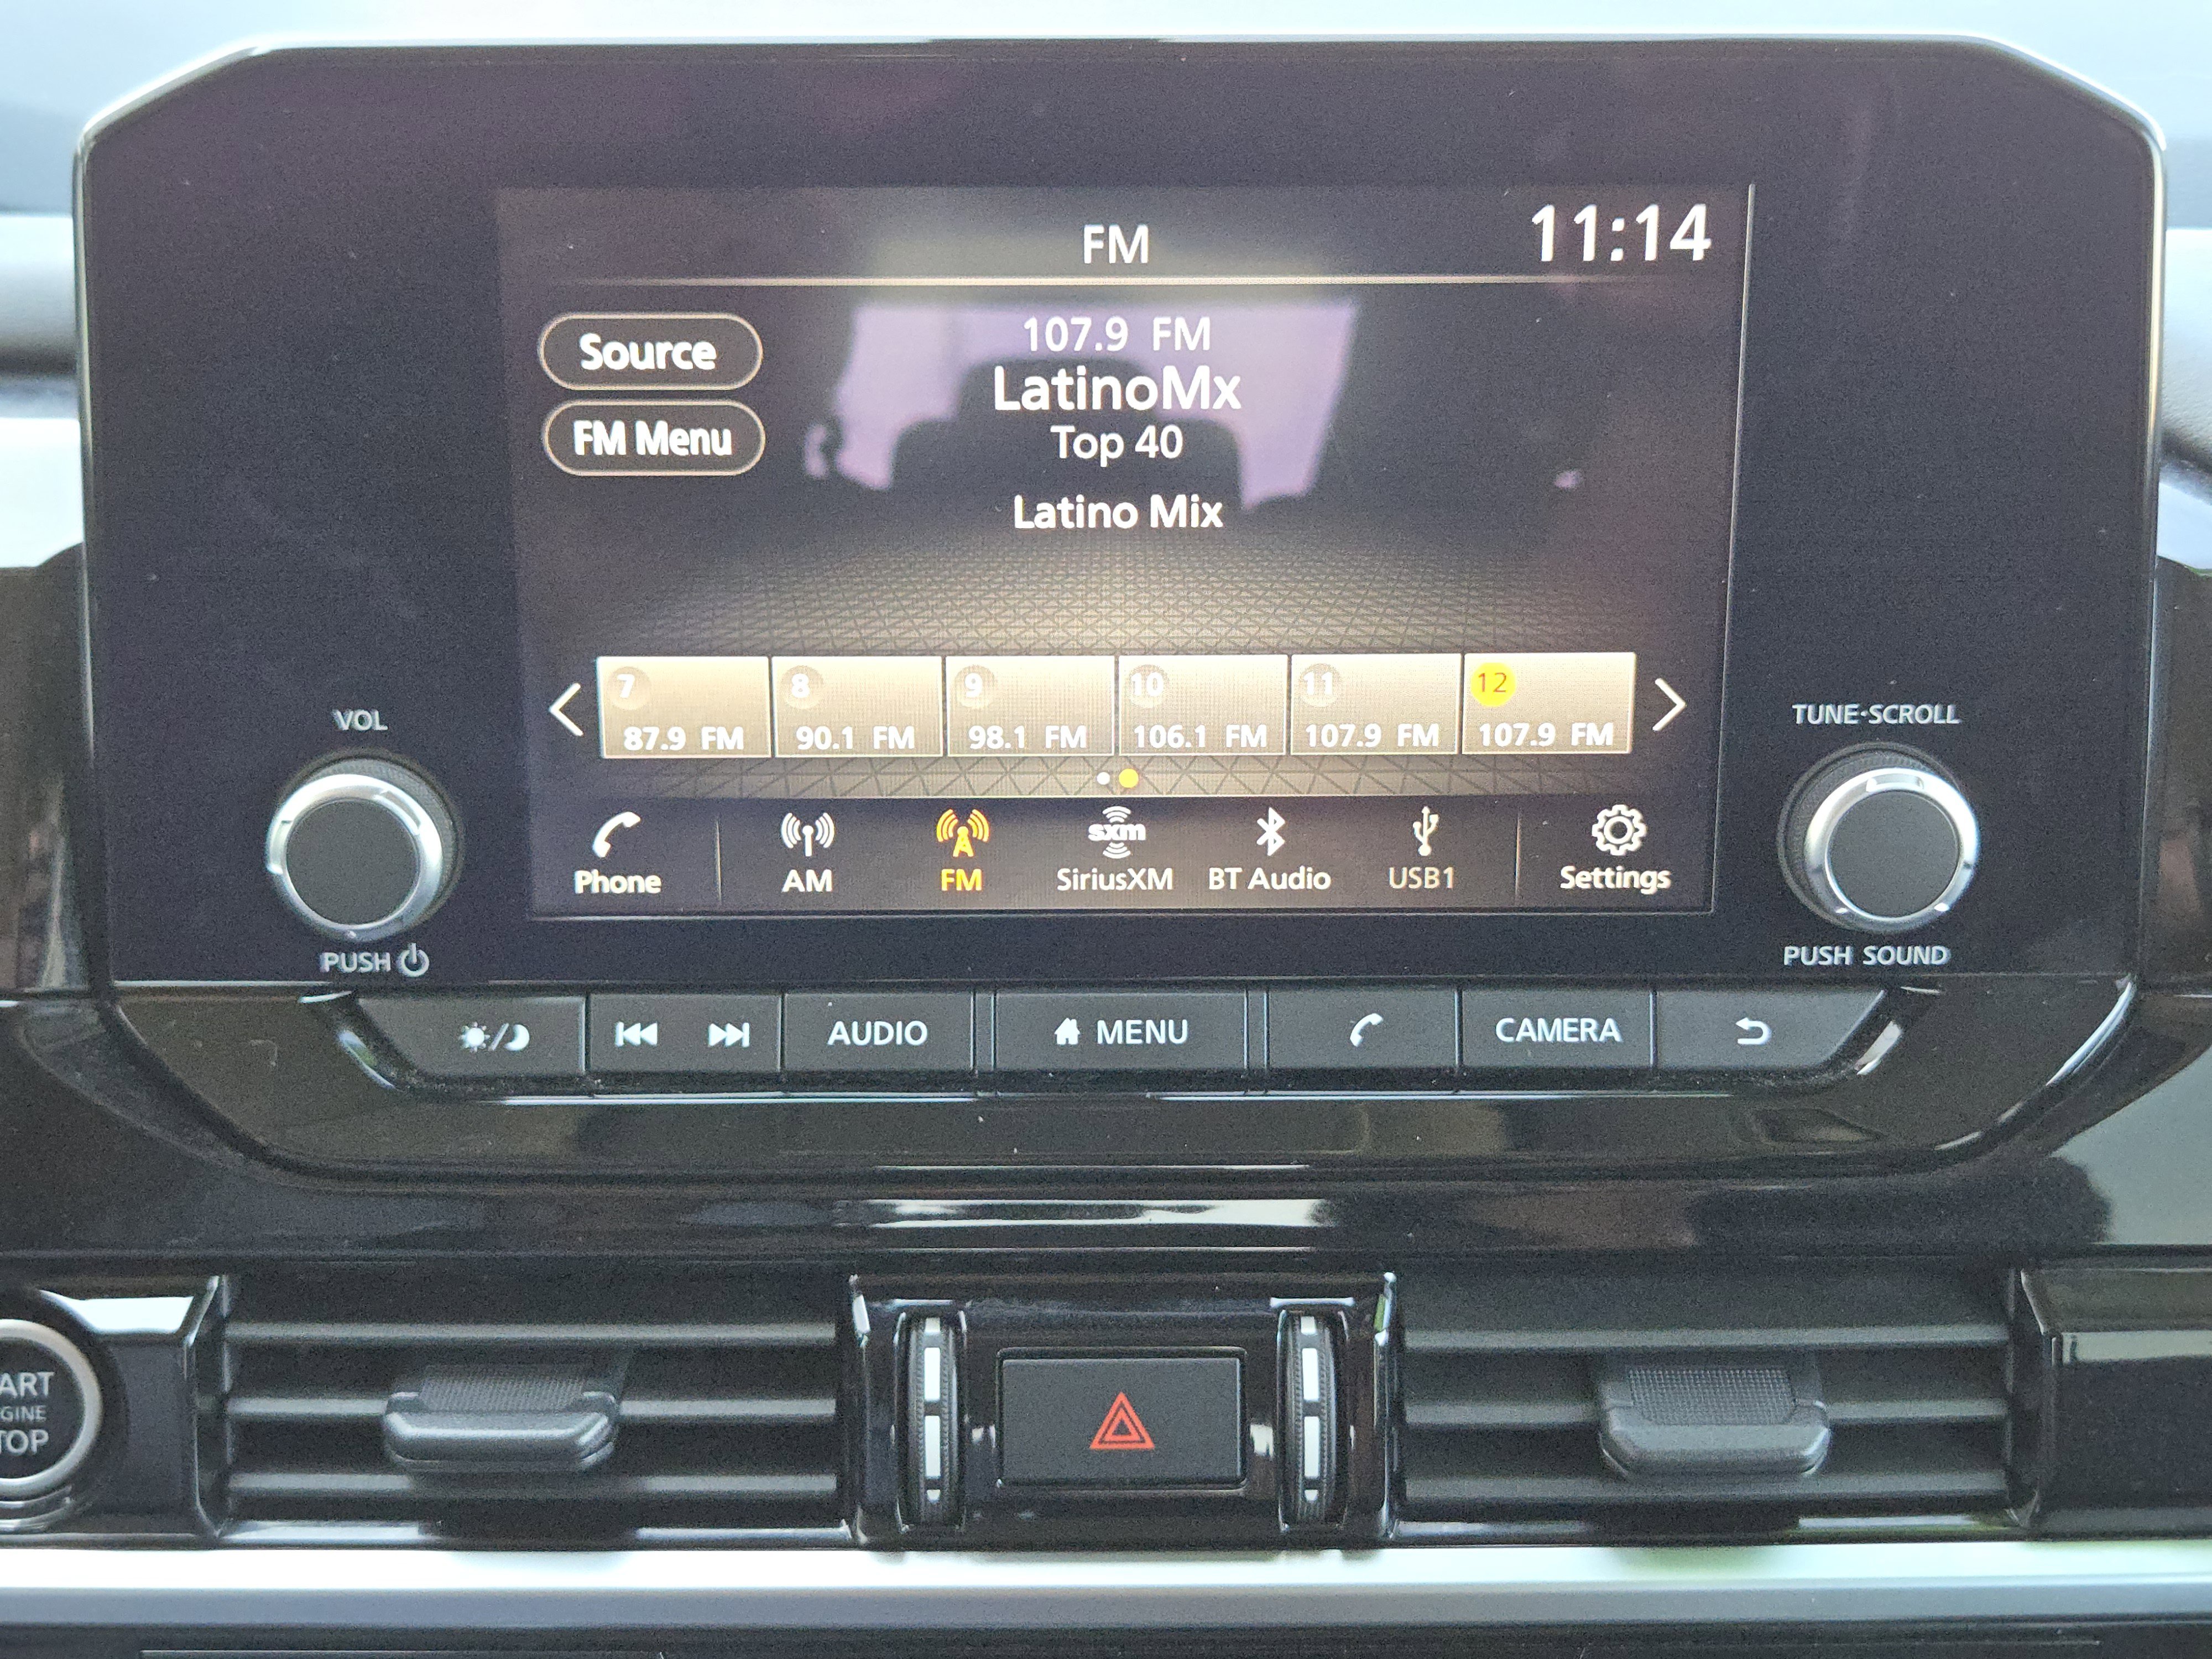 FM
11:14
Source
107.9 FM
LatinoMx
FM Menu
Top 40
Latino Mix
7
8
9
10
11
12
87.9 FM
90.1 FM
98.1 FM
106.1 FM
107.9 FM
107.9 FM
VOL
TUNE•SCROLL
sxm
Phone
AM
FM
SiriusXM
BT Audio
USB1
Settings
PUSH
PUSH SOUND
AUDIO
MENU
CAMERA
ART
GINE
TOP